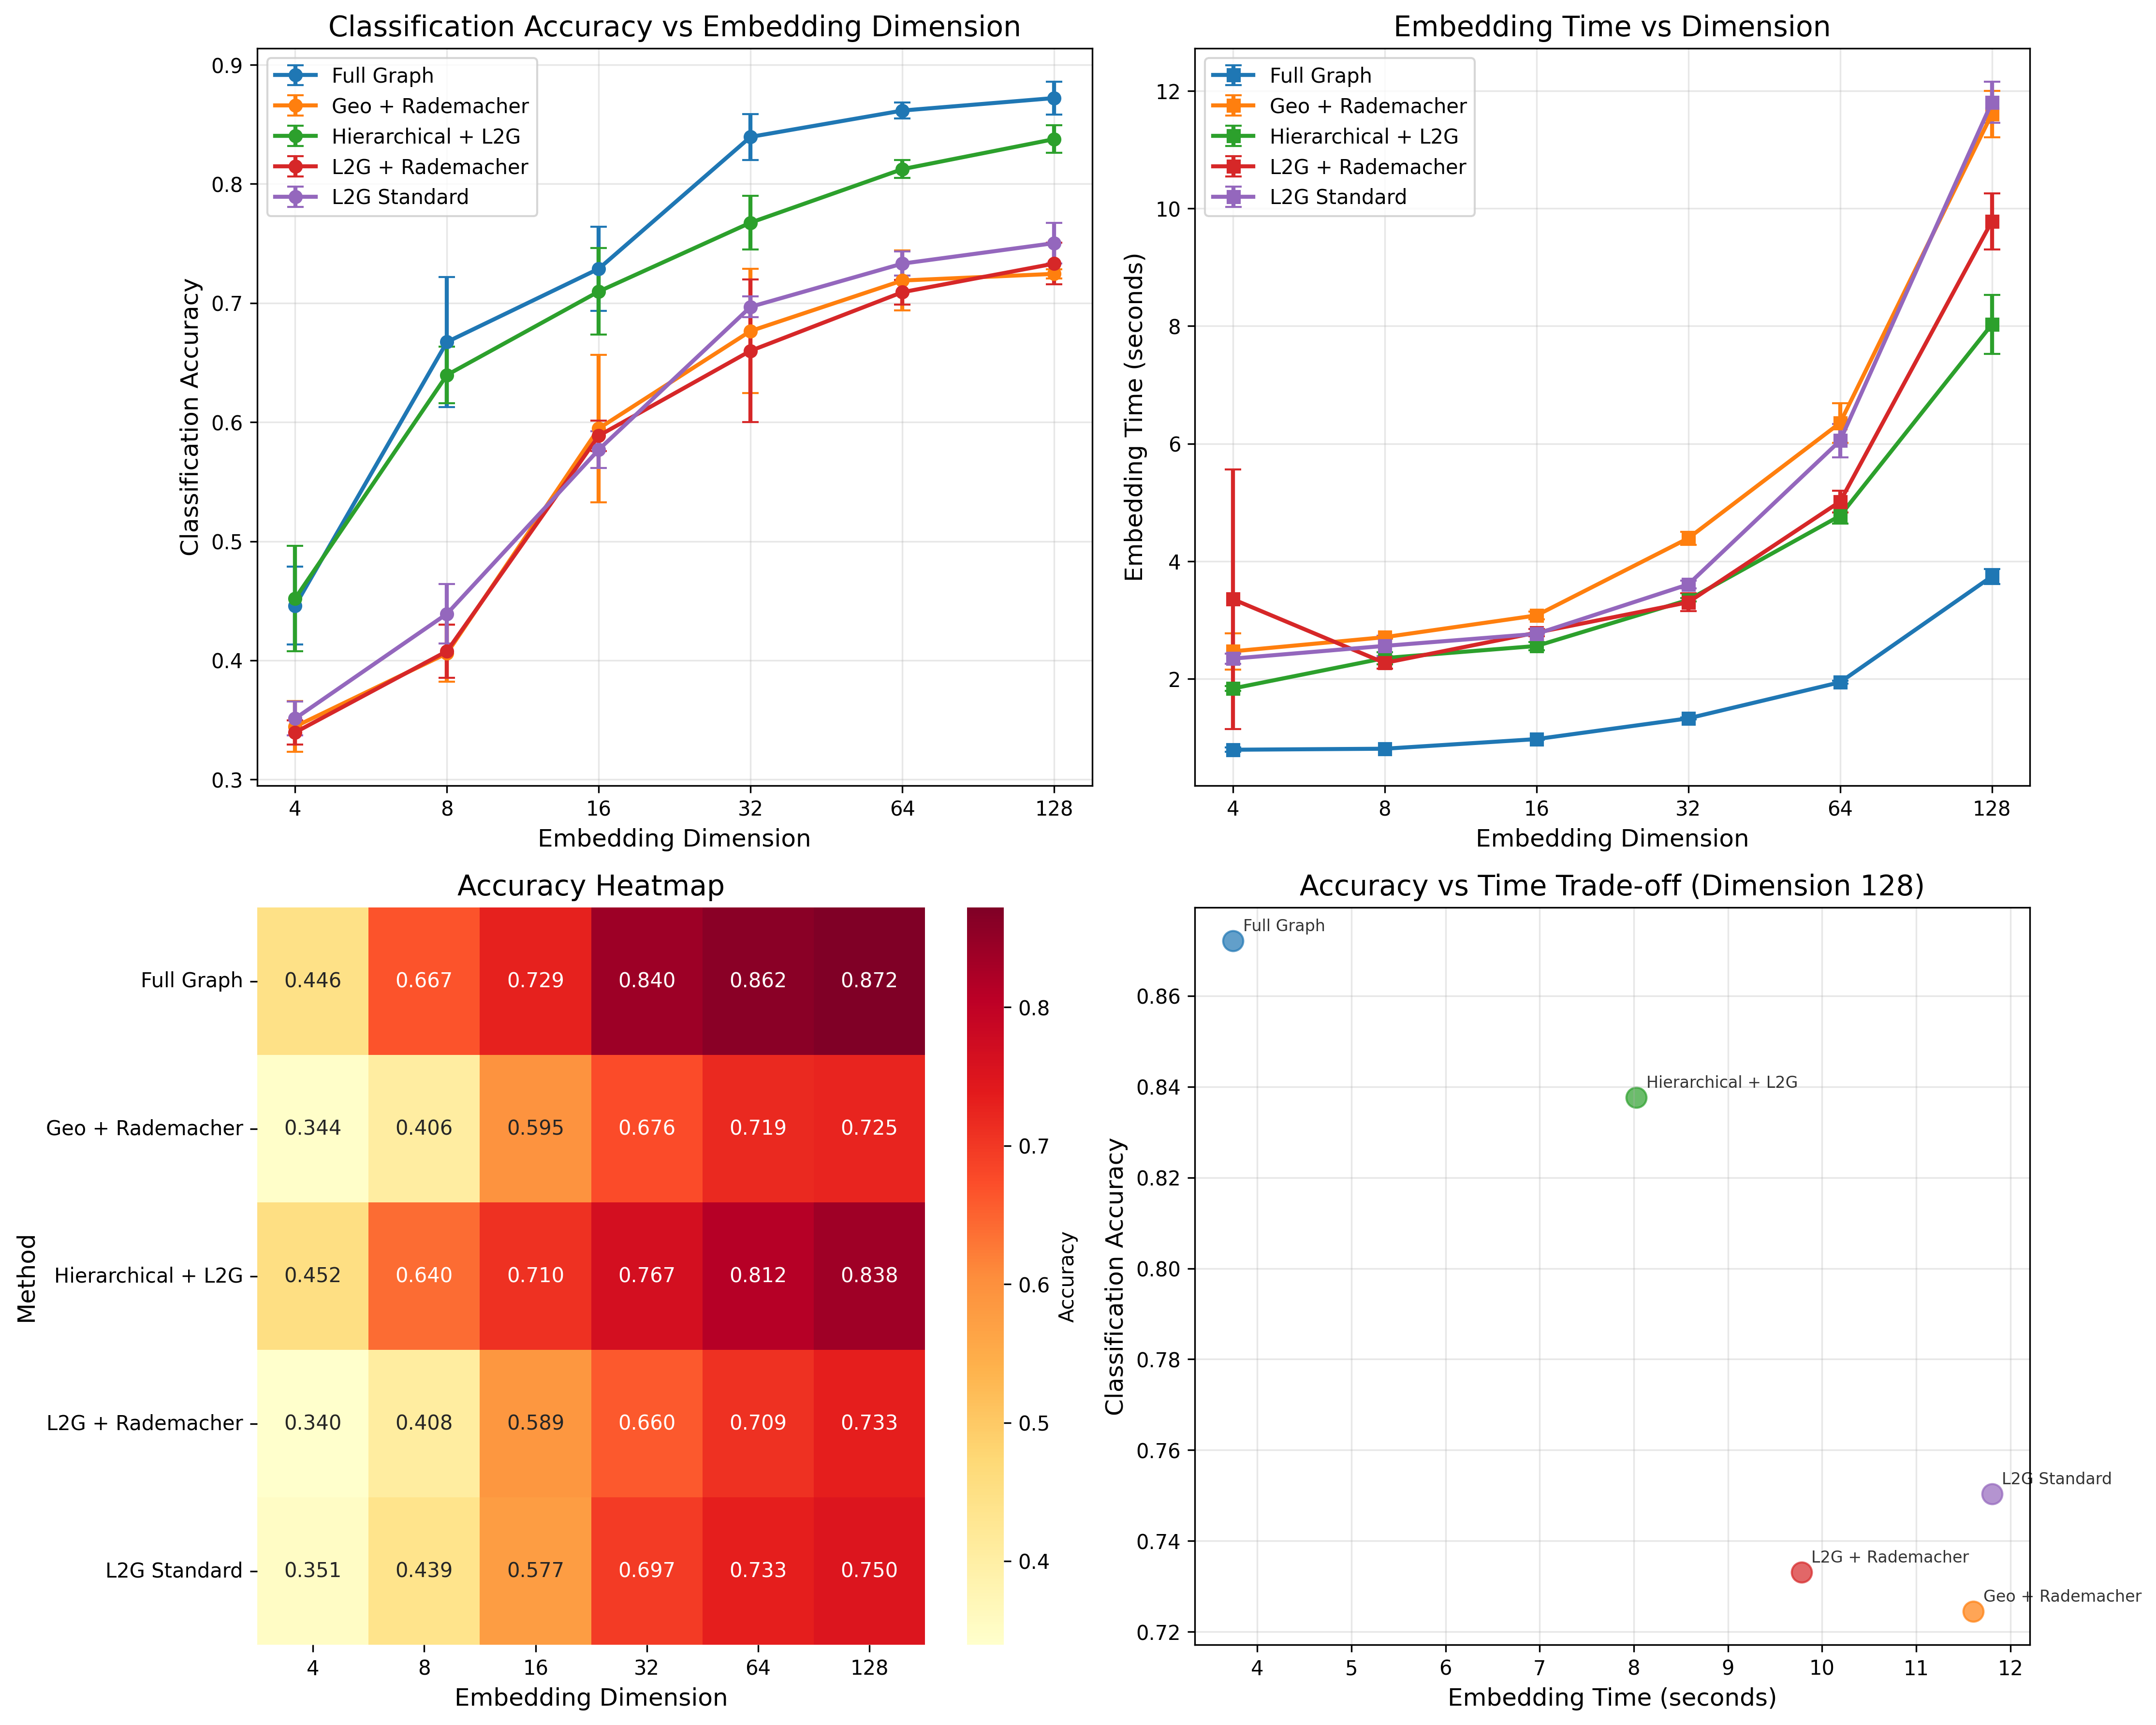 Classification Accuracy vs Embedding Dimension
Full Graph
Geo + Rademacher
Hierarchical + L2G
L2G + Rademacher
L2G Standard
0.9
0.8
0.7
0.6
0.5
0.4
0.3
Classification Accuracy
4 8 16 32 64 128
Embedding Dimension
Embedding Time vs Dimension
Full Graph
Geo + Rademacher
Hierarchical + L2G
L2G + Rademacher
L2G Standard
12
10
8
6
4
2
Embedding Time (seconds)
4 8 16 32 64 128
Embedding Dimension
Accuracy Heatmap
Method
Full Graph 0.446 0.667 0.729 0.840 0.862 0.872
Geo + Rademacher 0.344 0.406 0.595 0.676 0.719 0.725
Hierarchical + L2G 0.452 0.640 0.710 0.767 0.812 0.838
L2G + Rademacher 0.340 0.408 0.589 0.660 0.709 0.733
L2G Standard 0.351 0.439 0.577 0.697 0.733 0.750
4 8 16 32 64 128
Embedding Dimension
0.8
0.7
0.6
0.5
0.4
Accuracy
Accuracy vs Time Trade-off (Dimension 128)
Full Graph
Hierarchical + L2G
L2G Standard
L2G + Rademacher
Geo + Rademacher
0.86
0.84
0.82
0.80
0.78
0.76
0.74
0.72
Classification Accuracy
4 5 6 7 8 9 10 11 12
Embedding Time (seconds)